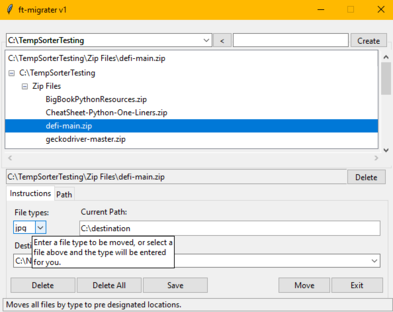 ft-migrater v1
C:\TempSorterTesting < Create
C:\TempSorterTesting\Zip Files\defi-main.zip
C:\TempSorterTesting
Zip Files
BigBookPythonResources.zip
CheatSheet-Python-One-Liners.zip
defi-main.zip
geckodriver-master.zip
C:\TempSorterTesting\Zip Files\defi-main.zip Delete
Instructions Path
File types: Current Path:
jpg C:\destination
Enter a file type to be moved, or select a
file above and the type will be entered
for you.
Delete Delete All Save Move Exit
Moves all files by type to pre designated locations.